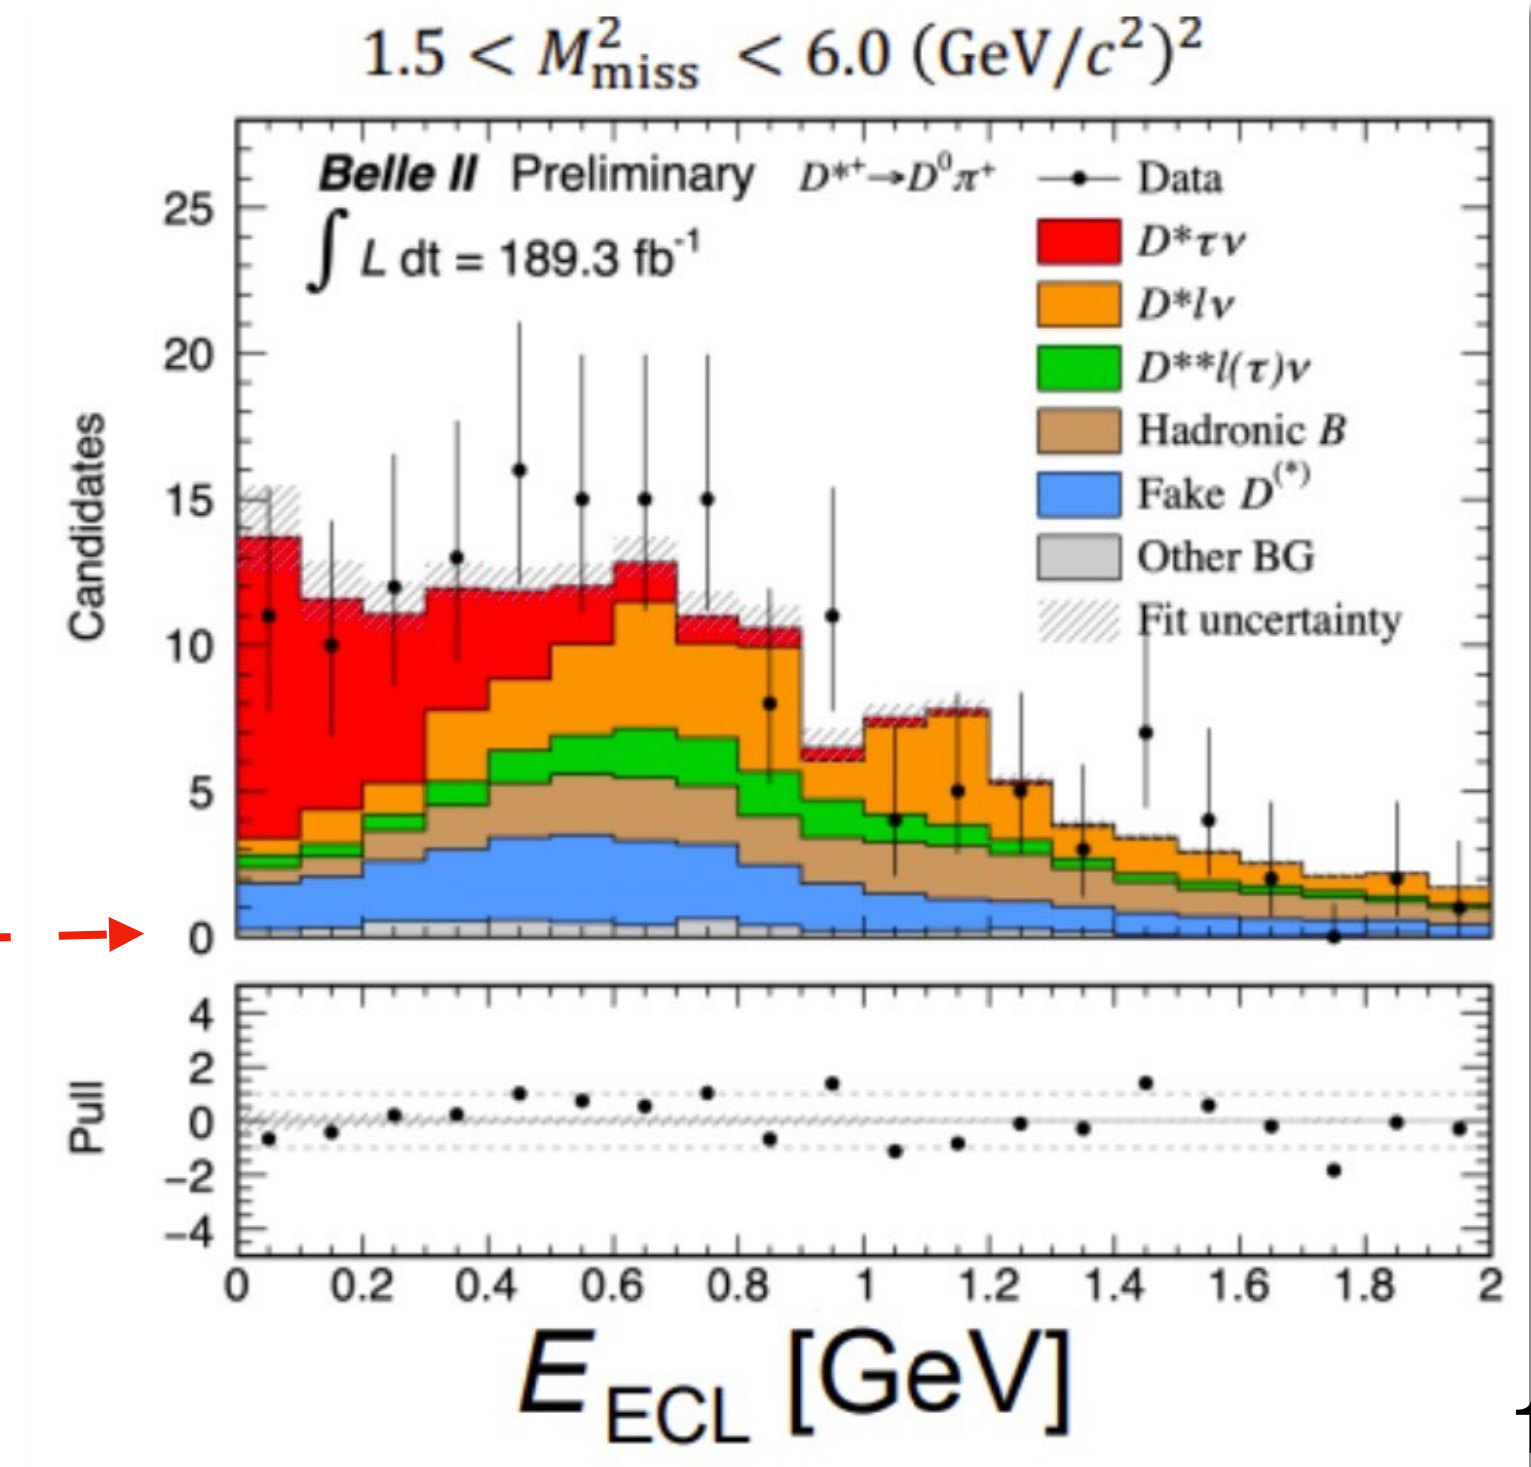 1.5 < M²miss < 6.0 (GeV/c²)²
Belle II Preliminary D*⁺→D⁰π⁺
∫ L dt = 189.3 fb⁻¹
Data
D*τν
D*lν
D**l(τ)ν
Hadronic B
Fake D⁽*⁾
Other BG
Fit uncertainty
Candidates
25
20
15
10
5
0
Pull
4
2
0
−2
−4
0 0.2 0.4 0.6 0.8 1 1.2 1.4 1.6 1.8 2
E ECL [GeV]